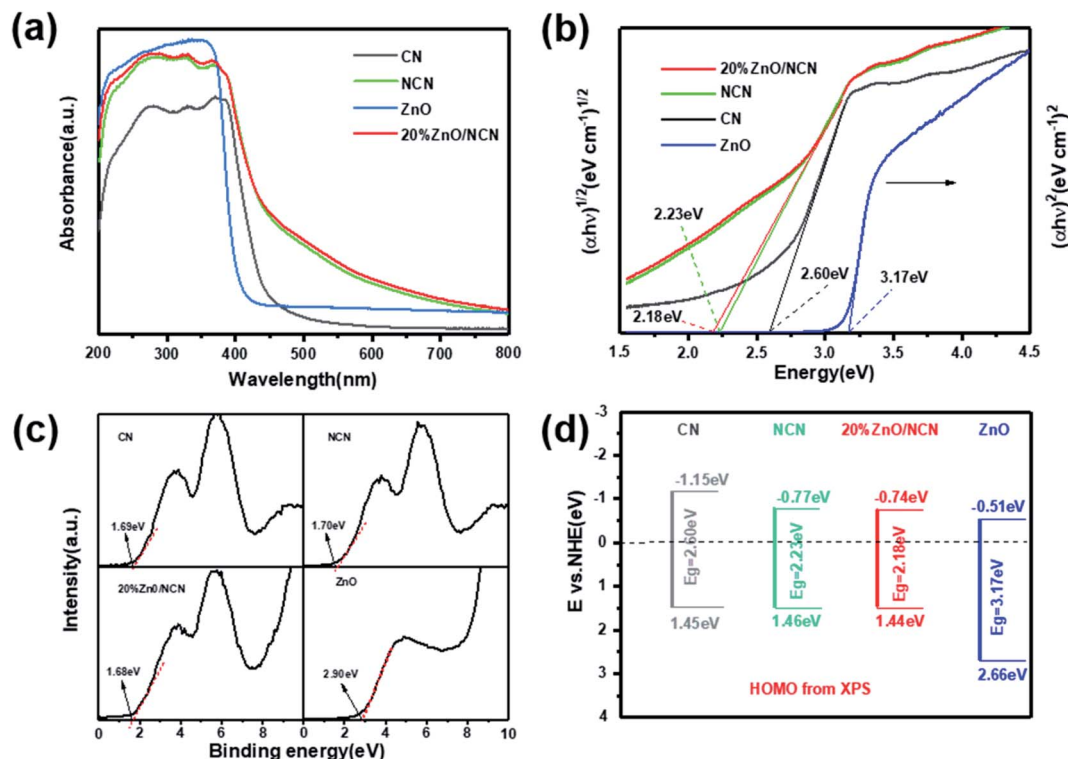 (a)
Absorbance(a.u.)
CN
NCN
ZnO
20%ZnO/NCN
200 300 400 500 600 700 800
Wavelength(nm)
(b)
(αhν)1/2(eV cm-1)1/2
20%ZnO/NCN
NCN
CN
ZnO
2.23eV
2.60eV
3.17eV
2.18eV
1.5 2.0 2.5 3.0 3.5 4.0 4.5
Energy(eV)
(αhν)2(eV cm-1)2
(c)
Intensity(a.u.)
CN
1.69eV
NCN
1.70eV
20%ZnO/NCN
1.68eV
ZnO
2.90eV
0 2 4 6 8 0 2 4 6 8 10
Binding energy(eV)
(d)
E vs.NHE(eV)
-3
-2
-1
0
1
2
3
4
CN NCN 20%ZnO/NCN ZnO
-1.15eV
-0.77eV
-0.74eV
-0.51eV
Eg=2.60eV
Eg=2.23eV
Eg=2.18eV
Eg=3.17eV
1.45eV
1.46eV
1.44eV
2.66eV
HOMO from XPS